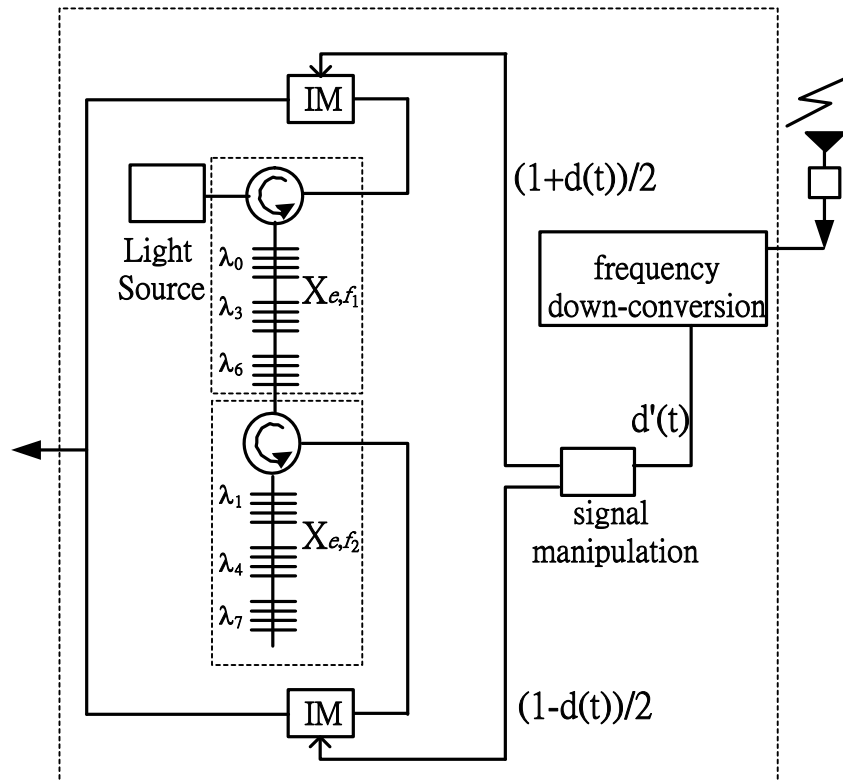 IM
(1+d(t))/2
Light
Source
λ0
Xe,f1
λ3
λ6
frequency
down-conversion
d'(t)
λ1
Xe,f2
λ4
λ7
signal
manipulation
IM
(1-d(t))/2